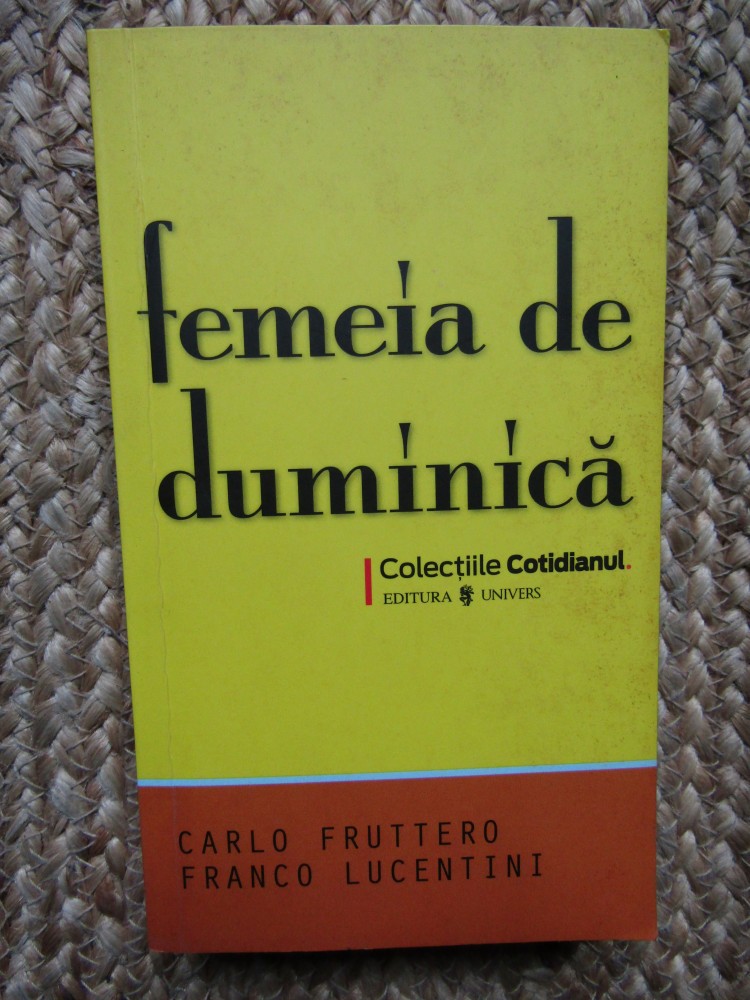 femeia de
duminică
Colecțiile Cotidianul.
EDITURA UNIVERS
CARLO FRUTTERO
FRANCO LUCENTINI